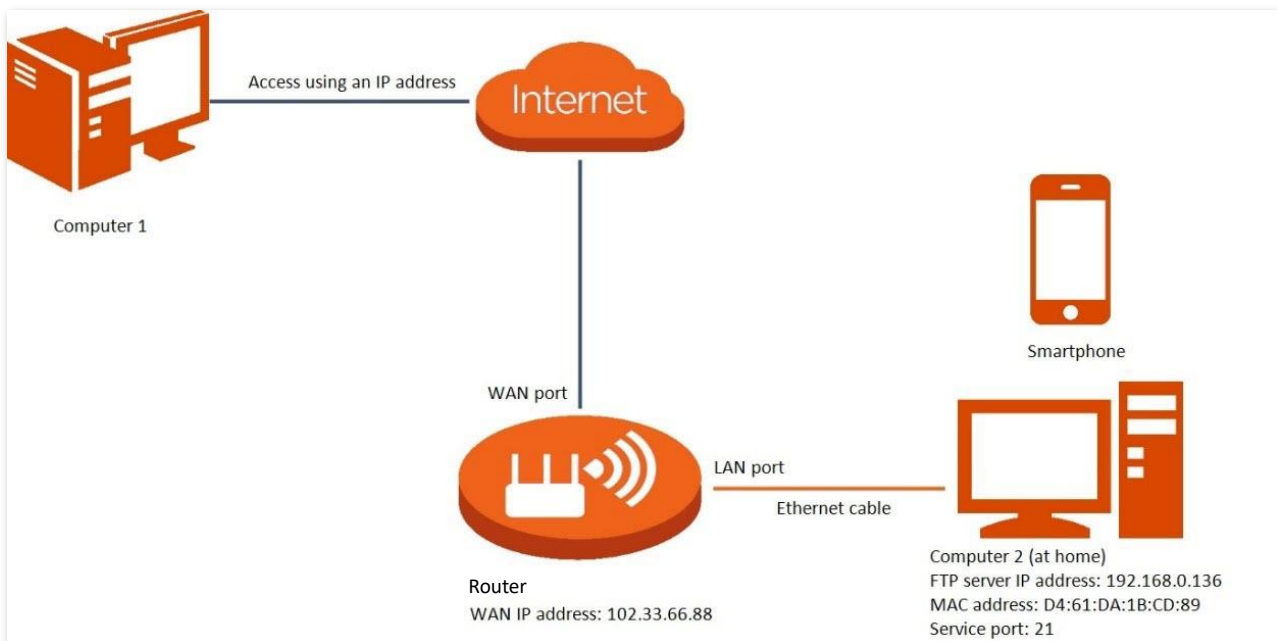 Access using an IP address
Internet
Computer 1
Smartphone
WAN port
LAN port
Ethernet cable
Router
WAN IP address: 102.33.66.88
Computer 2 (at home)
FTP server IP address: 192.168.0.136
MAC address: D4:61:DA:1B:CD:89
Service port: 21